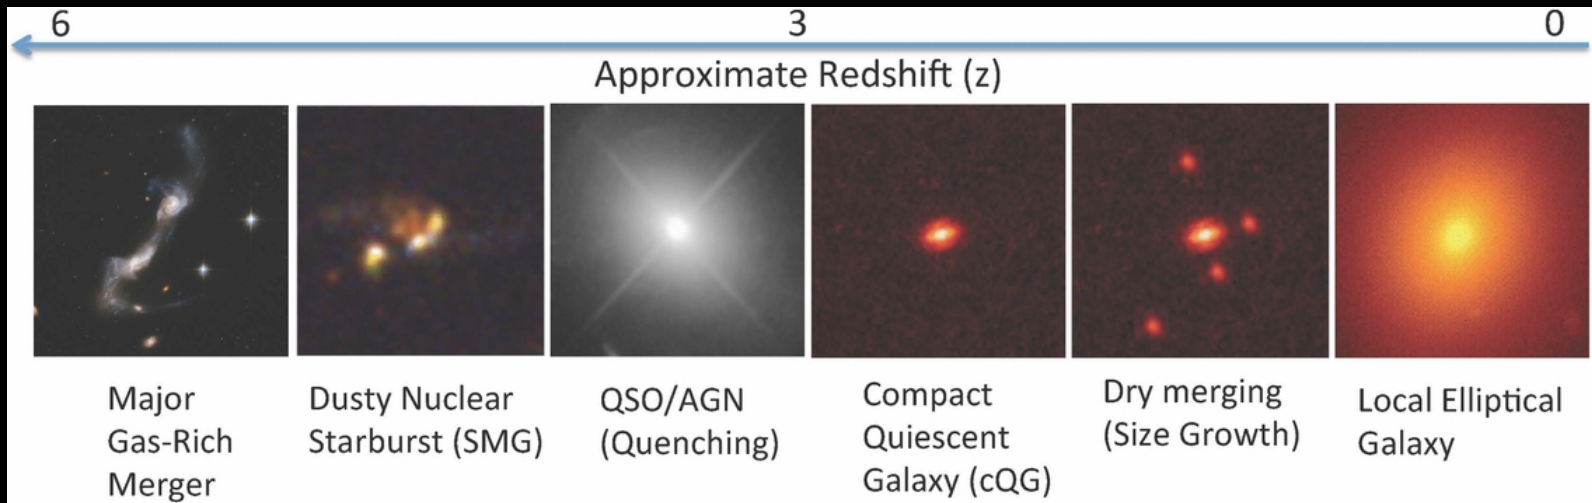 6 3 0
Approximate Redshift (z)
Major
Gas-Rich
Merger
Dusty Nuclear
Starburst (SMG)
QSO/AGN
(Quenching)
Compact
Quiescent
Galaxy (cQG)
Dry merging
(Size Growth)
Local Elliptical
Galaxy